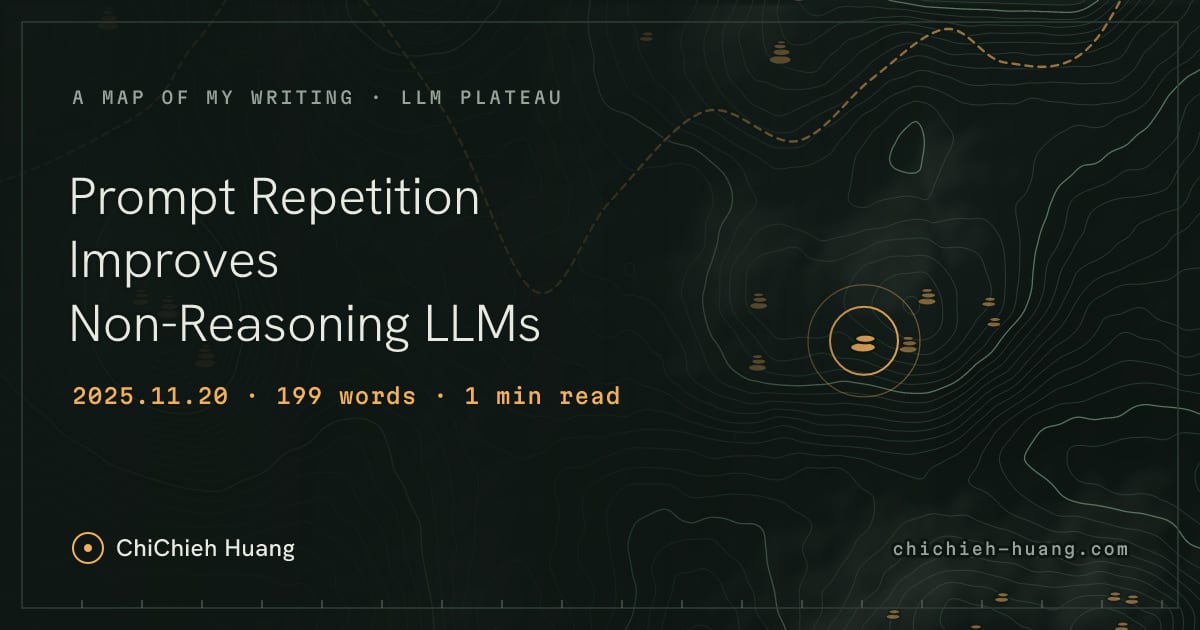 A MAP OF MY WRITING · LLM PLATEAU
Prompt Repetition
Improves
Non-Reasoning LLMs
2025.11.20 · 199 words · 1 min read
ChiChieh Huang
chichieh-huang.com